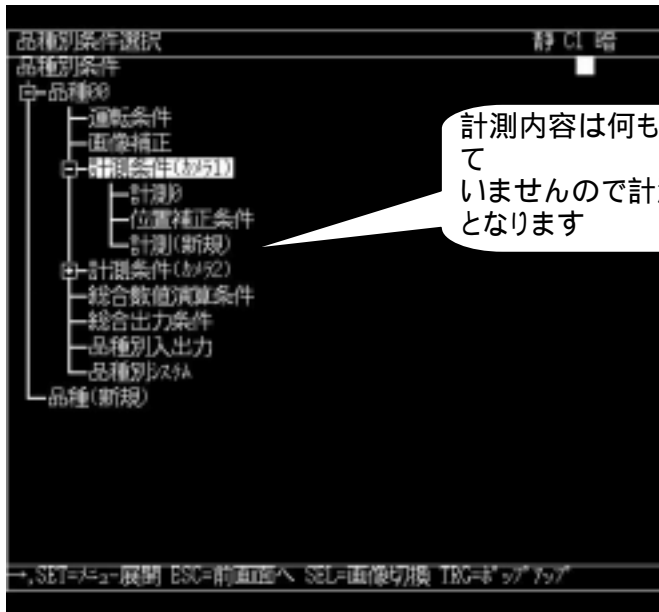 品種別条件選択 静 C1 暗
品種別条件
品種00
運転条件
画像補正
計測条件(ｶﾒﾗ1)
計測0
位置補正条件
計測(新規)
計測条件(ｶﾒﾗ2)
総合数値演算条件
総合出力条件
品種別入出力
品種別ｼｽﾃﾑ
品種(新規)
計測内容は何も
て
いませんので計
となります
→,SET=ﾒﾆｭｰ展開 ESC=前画面へ SEL=画像切換 TRG=ﾎﾟｯﾌﾟｱｯﾌﾟ